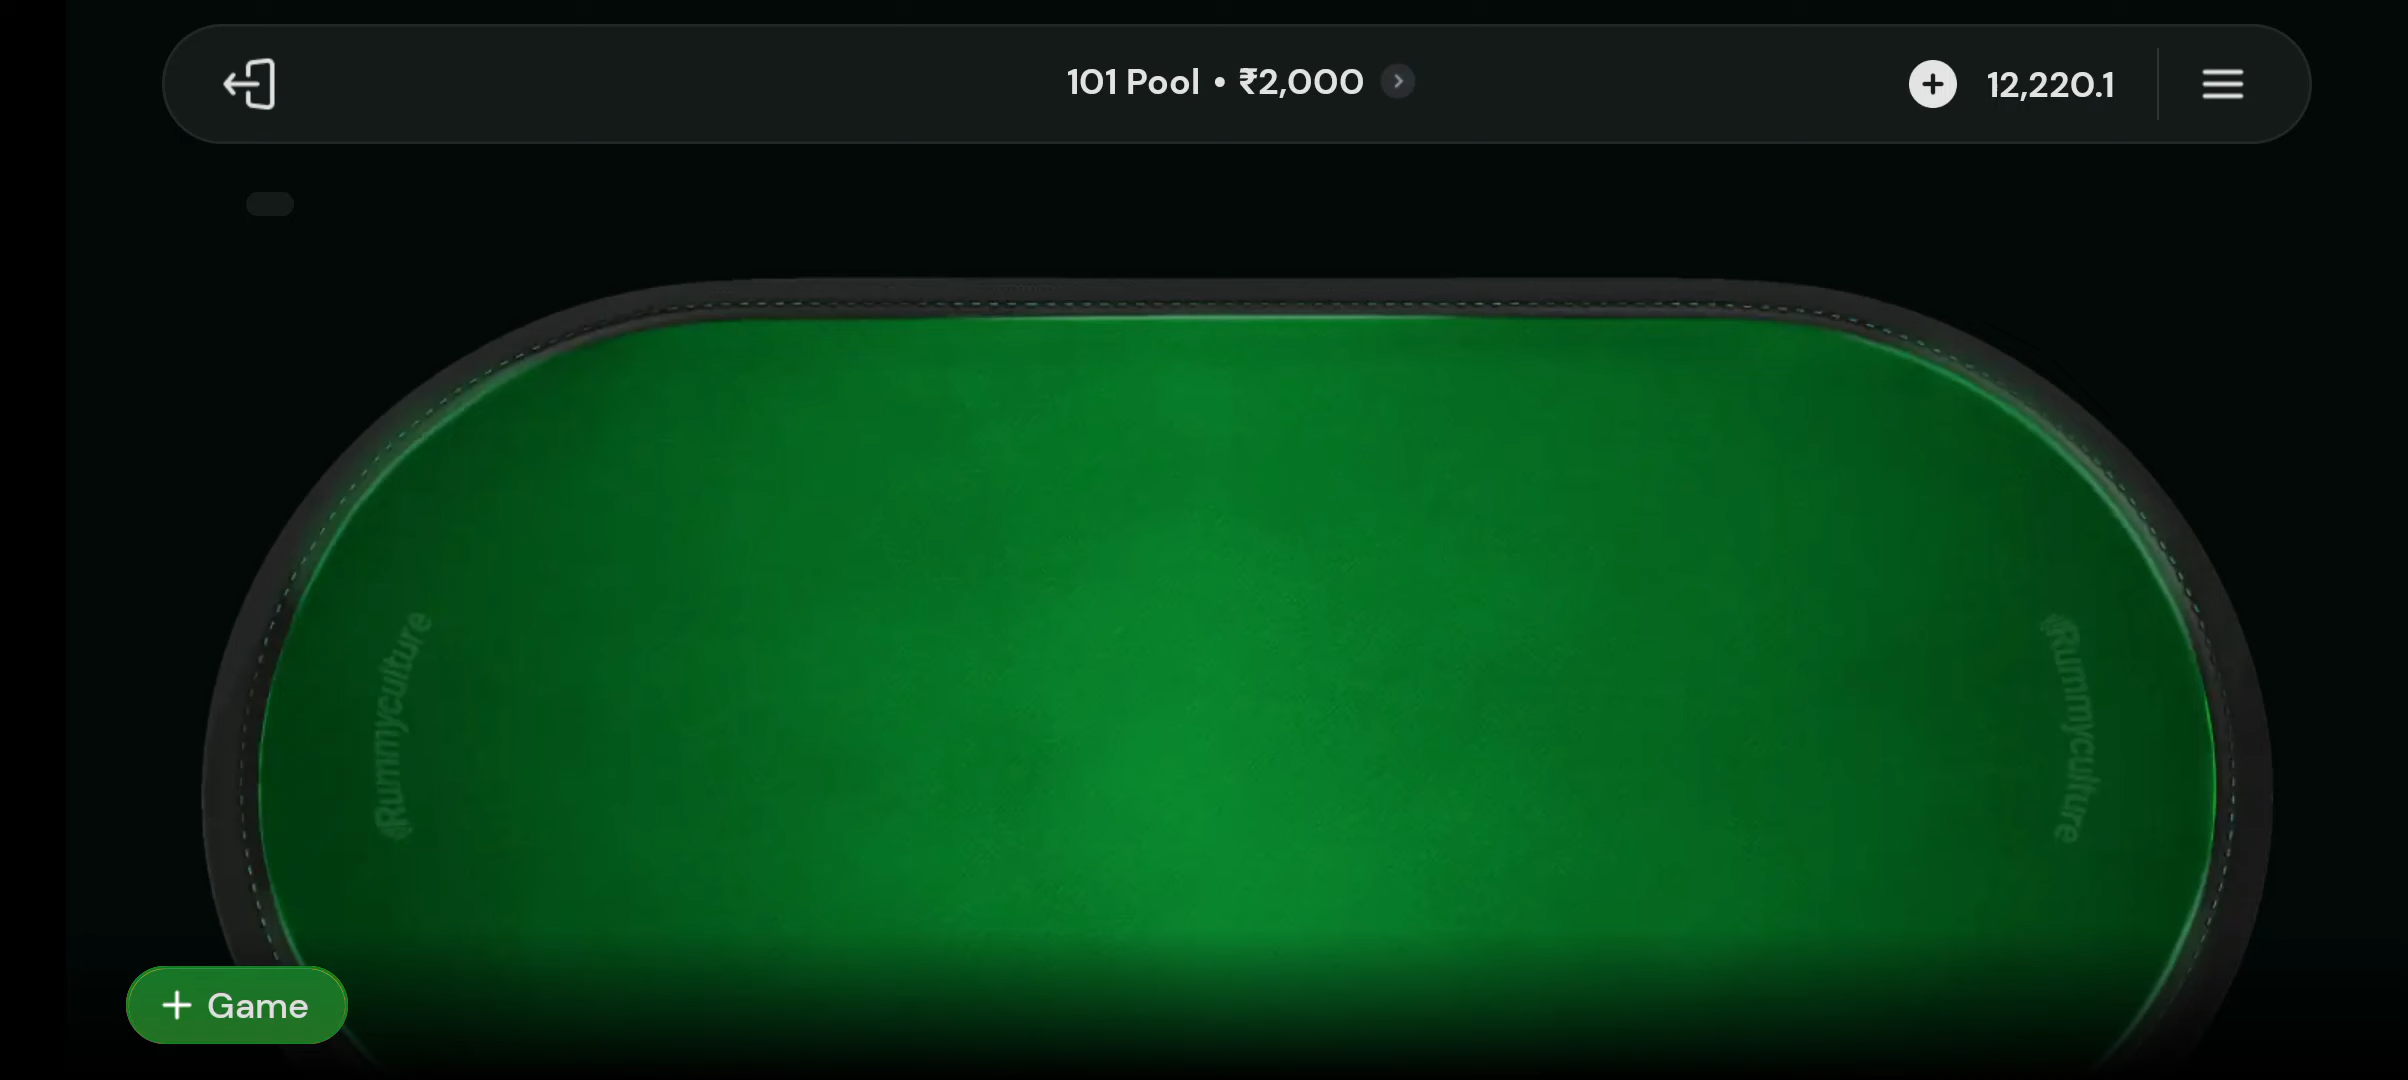 101 Pool • ₹2,000
12,220.1
Rummyculture
Rummyculture
+ Game